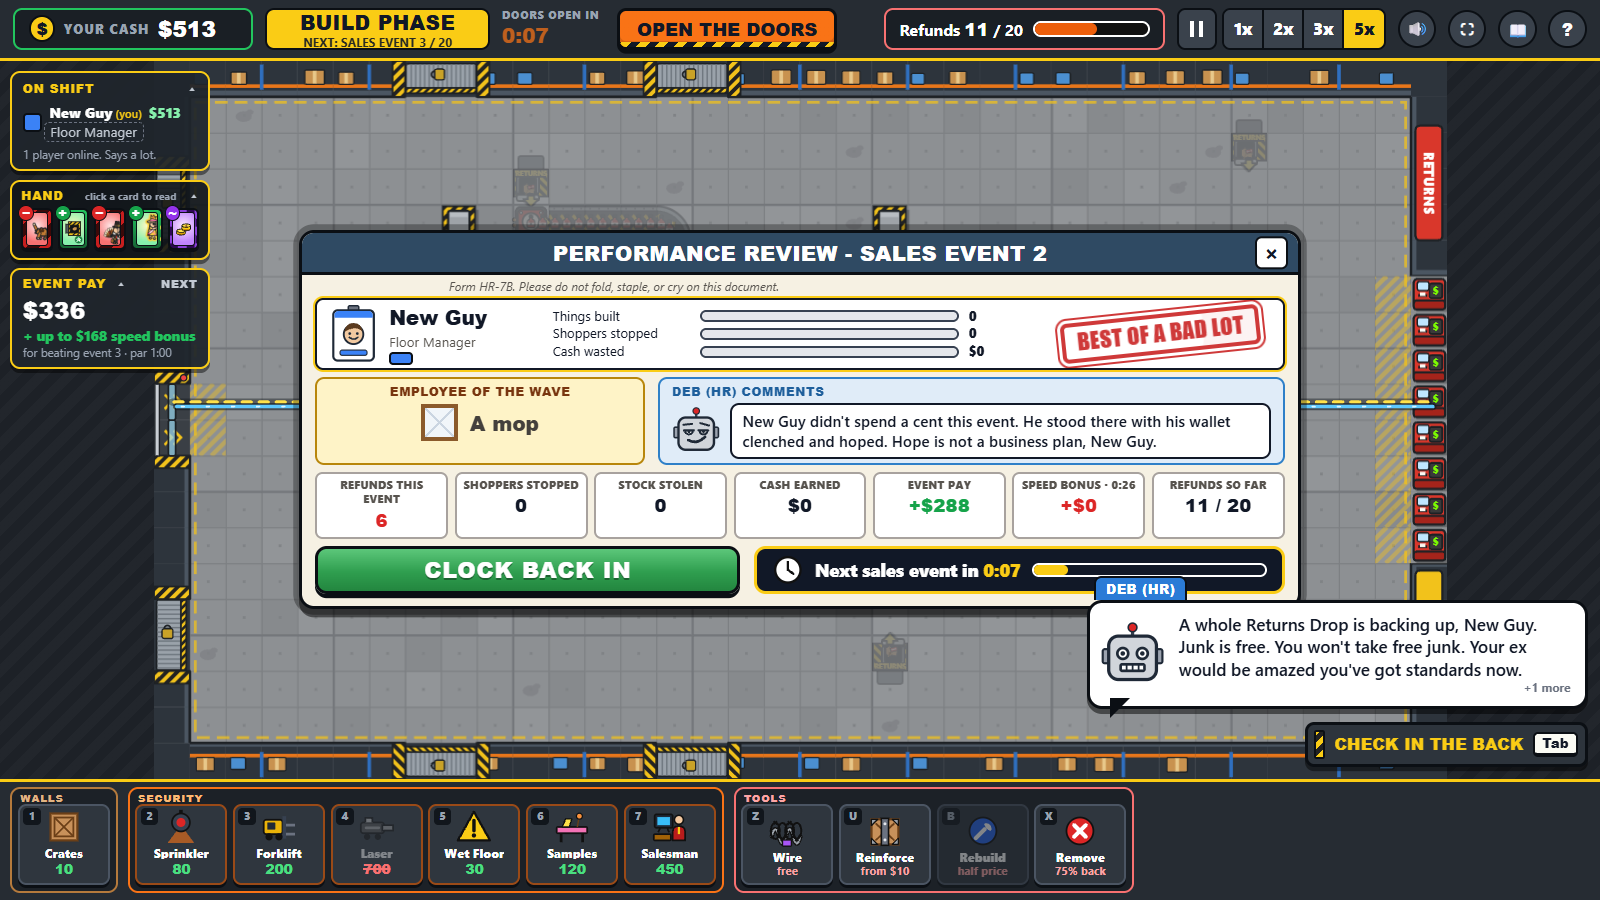 YOUR CASH $513
BUILD PHASE
NEXT: SALES EVENT 3 / 20
DOORS OPEN IN
0:07
OPEN THE DOORS
Refunds 11 / 20
1x 2x 3x 5x
?
ON SHIFT
New Guy (you) $513
Floor Manager
1 player online. Says a lot.
HAND click a card to read
EVENT PAY NEXT
$336
+ up to $168 speed bonus
for beating event 3 · par 1:00
RETURNS
RETURNS
RETURNS
PERFORMANCE REVIEW - SALES EVENT 2
Form HR-7B. Please do not fold, staple, or cry on this document.
New Guy
Floor Manager
Things built 0
Shoppers stopped 0
Cash wasted $0
BEST OF A BAD LOT
EMPLOYEE OF THE WAVE
A mop
DEB (HR) COMMENTS
New Guy didn't spend a cent this event. He stood there with his wallet
clenched and hoped. Hope is not a business plan, New Guy.
REFUNDS THIS EVENT
6
SHOPPERS STOPPED
0
STOCK STOLEN
0
CASH EARNED
$0
EVENT PAY
+$288
SPEED BONUS · 0:26
+$0
REFUNDS SO FAR
11 / 20
CLOCK BACK IN
Next sales event in 0:07
DEB (HR)
A whole Returns Drop is backing up, New Guy.
Junk is free. You won't take free junk. Your ex
would be amazed you've got standards now.
+1 more
RETURNS
CHECK IN THE BACK Tab
WALLS
1
Crates
10
SECURITY
2
Sprinkler
80
3
Forklift
200
4
Laser
700
5
Wet Floor
30
6
Samples
120
7
Salesman
450
TOOLS
Z
Wire
free
U
Reinforce
from $10
B
Rebuild
half price
X
Remove
75% back